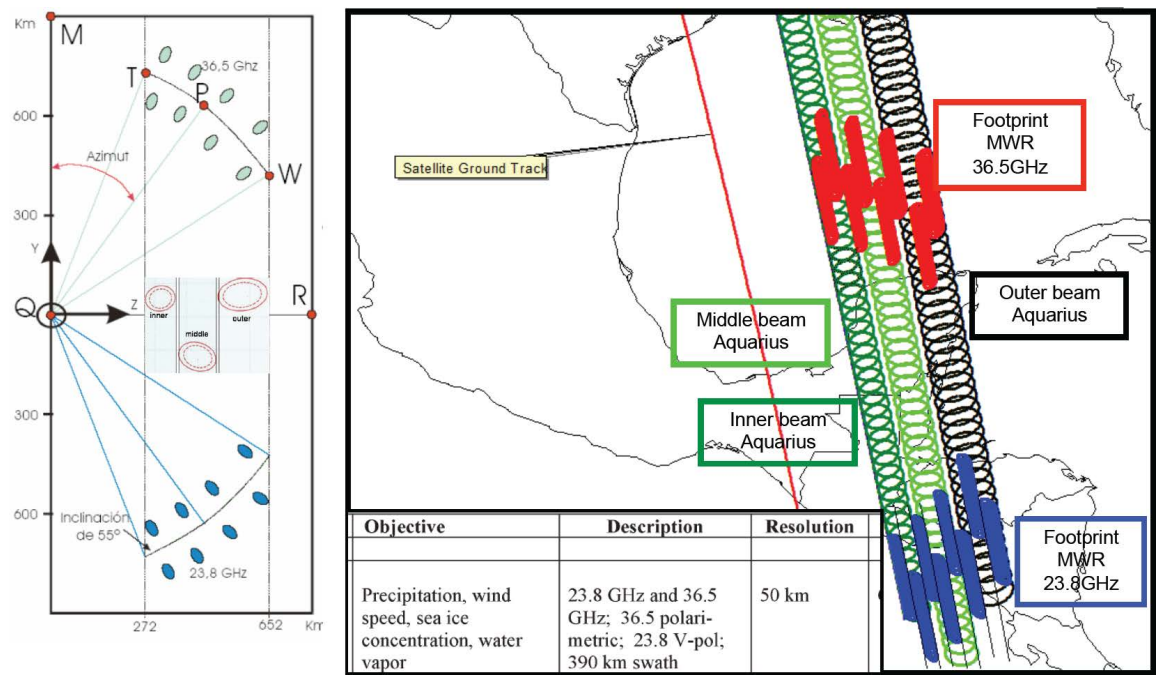 Km
M
T
36,5 Ghz
P
600
Azimut
W
300
Y
Q
Z
R
inner
middle
outer
300
600
Inclinación
de 55º
23,8 GHz
272
652
Km
Satellite Ground Track
Footprint
MWR
36.5GHz
Middle beam
Aquarius
Outer beam
Aquarius
Inner beam
Aquarius
Footprint
MWR
23.8GHz
Objective Description Resolution
Precipitation, wind 23.8 GHz and 36.5 50 km
speed, sea ice GHz; 36.5 polari-
concentration, water metric; 23.8 V-pol;
vapor 390 km swath